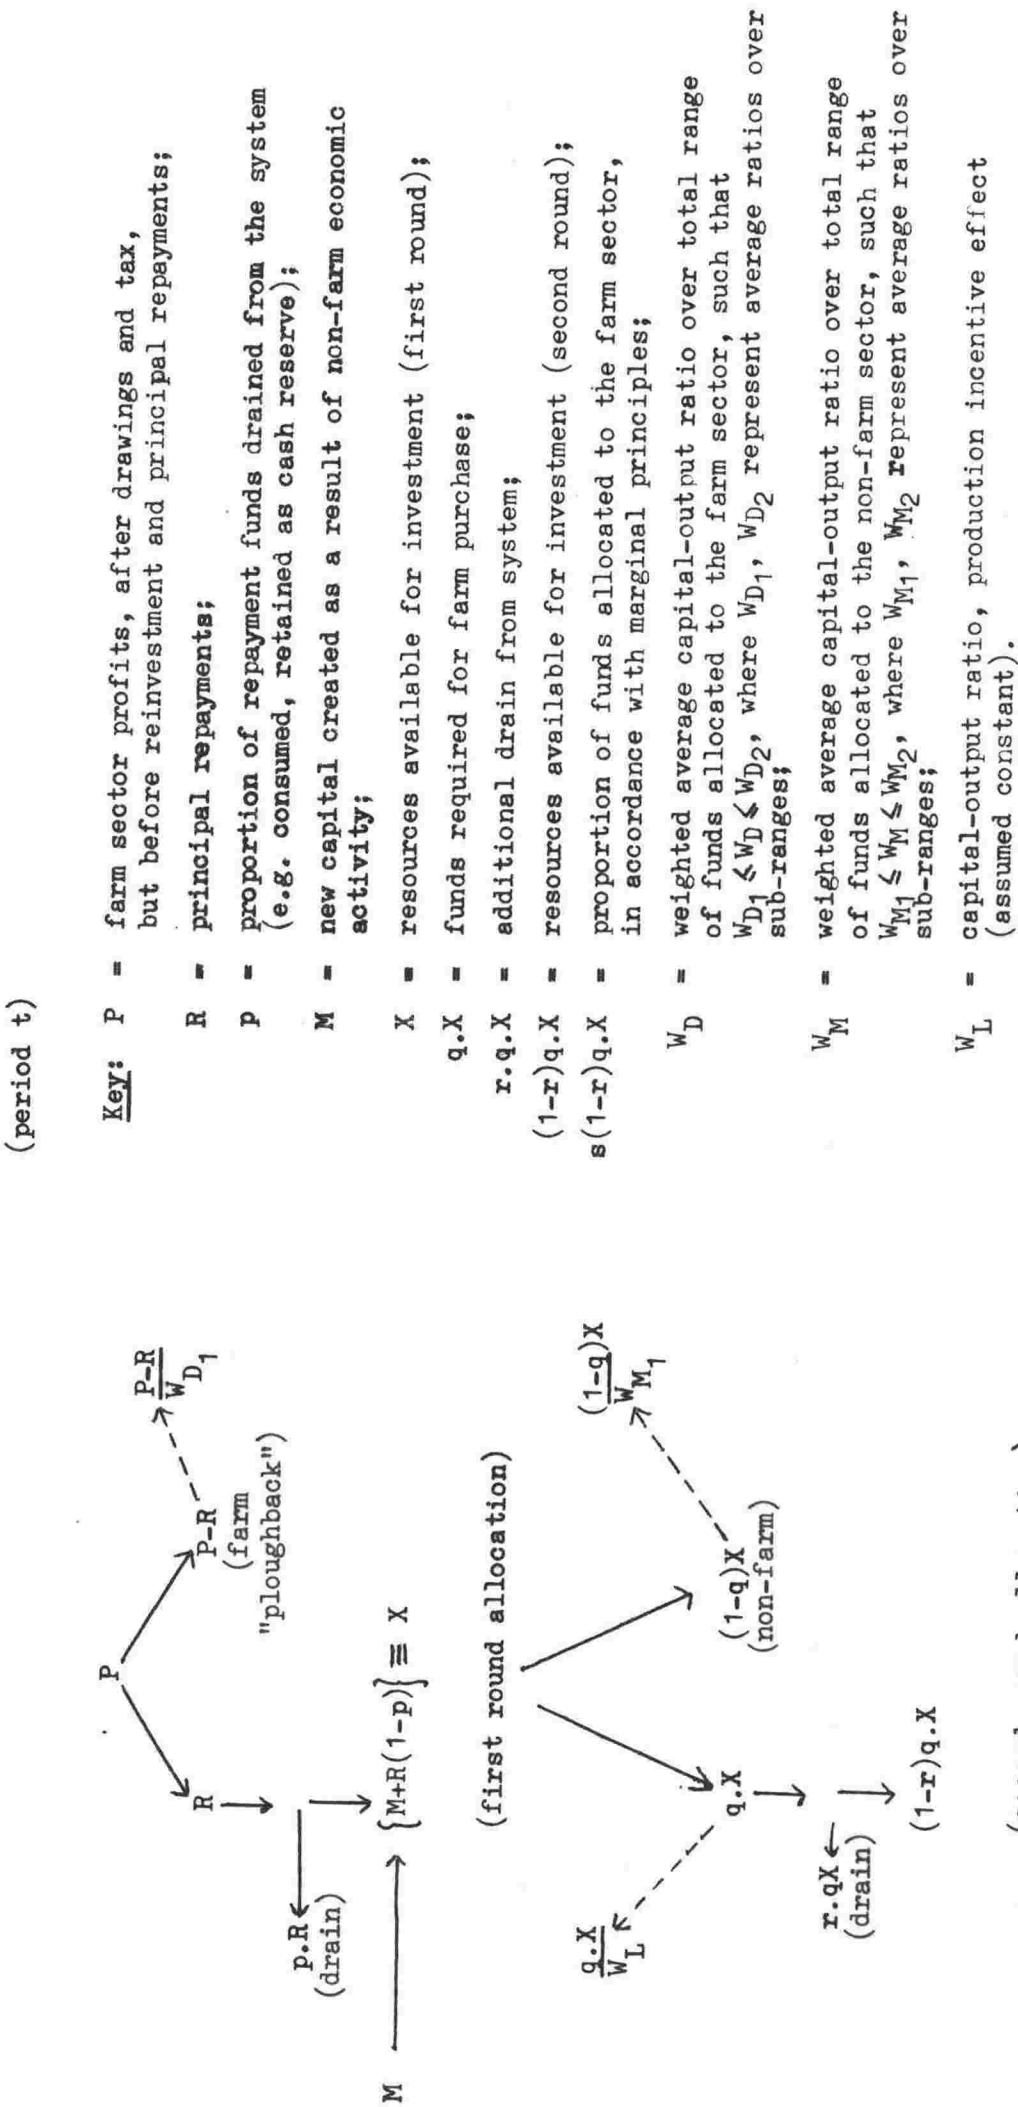 (period t)
P
R
P-R
(farm
"ploughback")
P-R
W_D1
p.R
(drain)
M
{M+R(1-p)} ≡ X
(first round allocation)
q.X
W_L
q.X
(1-q)X
(non-farm)
(1-q)X
W_M1
r.qX
(drain)
(1-r)q.X
Key: P = farm sector profits, after drawings and tax,
but before reinvestment and principal repayments;
R = principal repayments;
p = proportion of repayment funds drained from the system
(e.g. consumed, retained as cash reserve);
M = new capital created as a result of non-farm economic
activity;
X = resources available for investment (first round);
q.X = funds required for farm purchase;
r.q.X = additional drain from system;
(1-r)q.X = resources available for investment (second round);
s(1-r)q.X = proportion of funds allocated to the farm sector,
in accordance with marginal principles;
W_D = weighted average capital-output ratio over total range
of funds allocated to the farm sector, such that
W_D1 ≤ W_D ≤ W_D2, where W_D1, W_D2 represent average ratios over
sub-ranges;
W_M = weighted average capital-output ratio over total range
of funds allocated to the non-farm sector, such that
W_M1 ≤ W_M ≤ W_M2, where W_M1, W_M2 represent average ratios over
sub-ranges;
W_L = capital-output ratio, production incentive effect
(assumed constant).